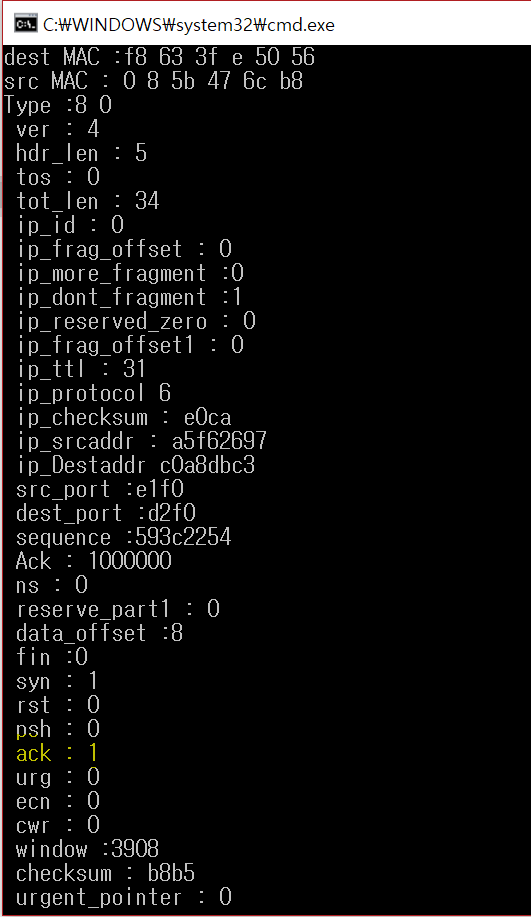 C:₩WINDOWS₩system32₩cmd.exe
dest MAC :f8 63 3f e 50 56
src MAC : 0 8 5b 47 6c b8
Type :8 0
ver : 4
hdr_len : 5
tos : 0
tot_len : 34
ip_id : 0
ip_frag_offset : 0
ip_more_fragment :0
ip_dont_fragment :1
ip_reserved_zero : 0
ip_frag_offset1 : 0
ip_ttl : 31
ip_protocol 6
ip_checksum : e0ca
ip_srcaddr : a5f62697
ip_Destaddr c0a8dbc3
src_port :e1f0
dest_port :d2f0
sequence :593c2254
Ack : 1000000
ns : 0
reserve_part1 : 0
data_offset :8
fin :0
syn : 1
rst : 0
psh : 0
ack : 1
urg : 0
ecn : 0
cwr : 0
window :3908
checksum : b8b5
urgent_pointer : 0